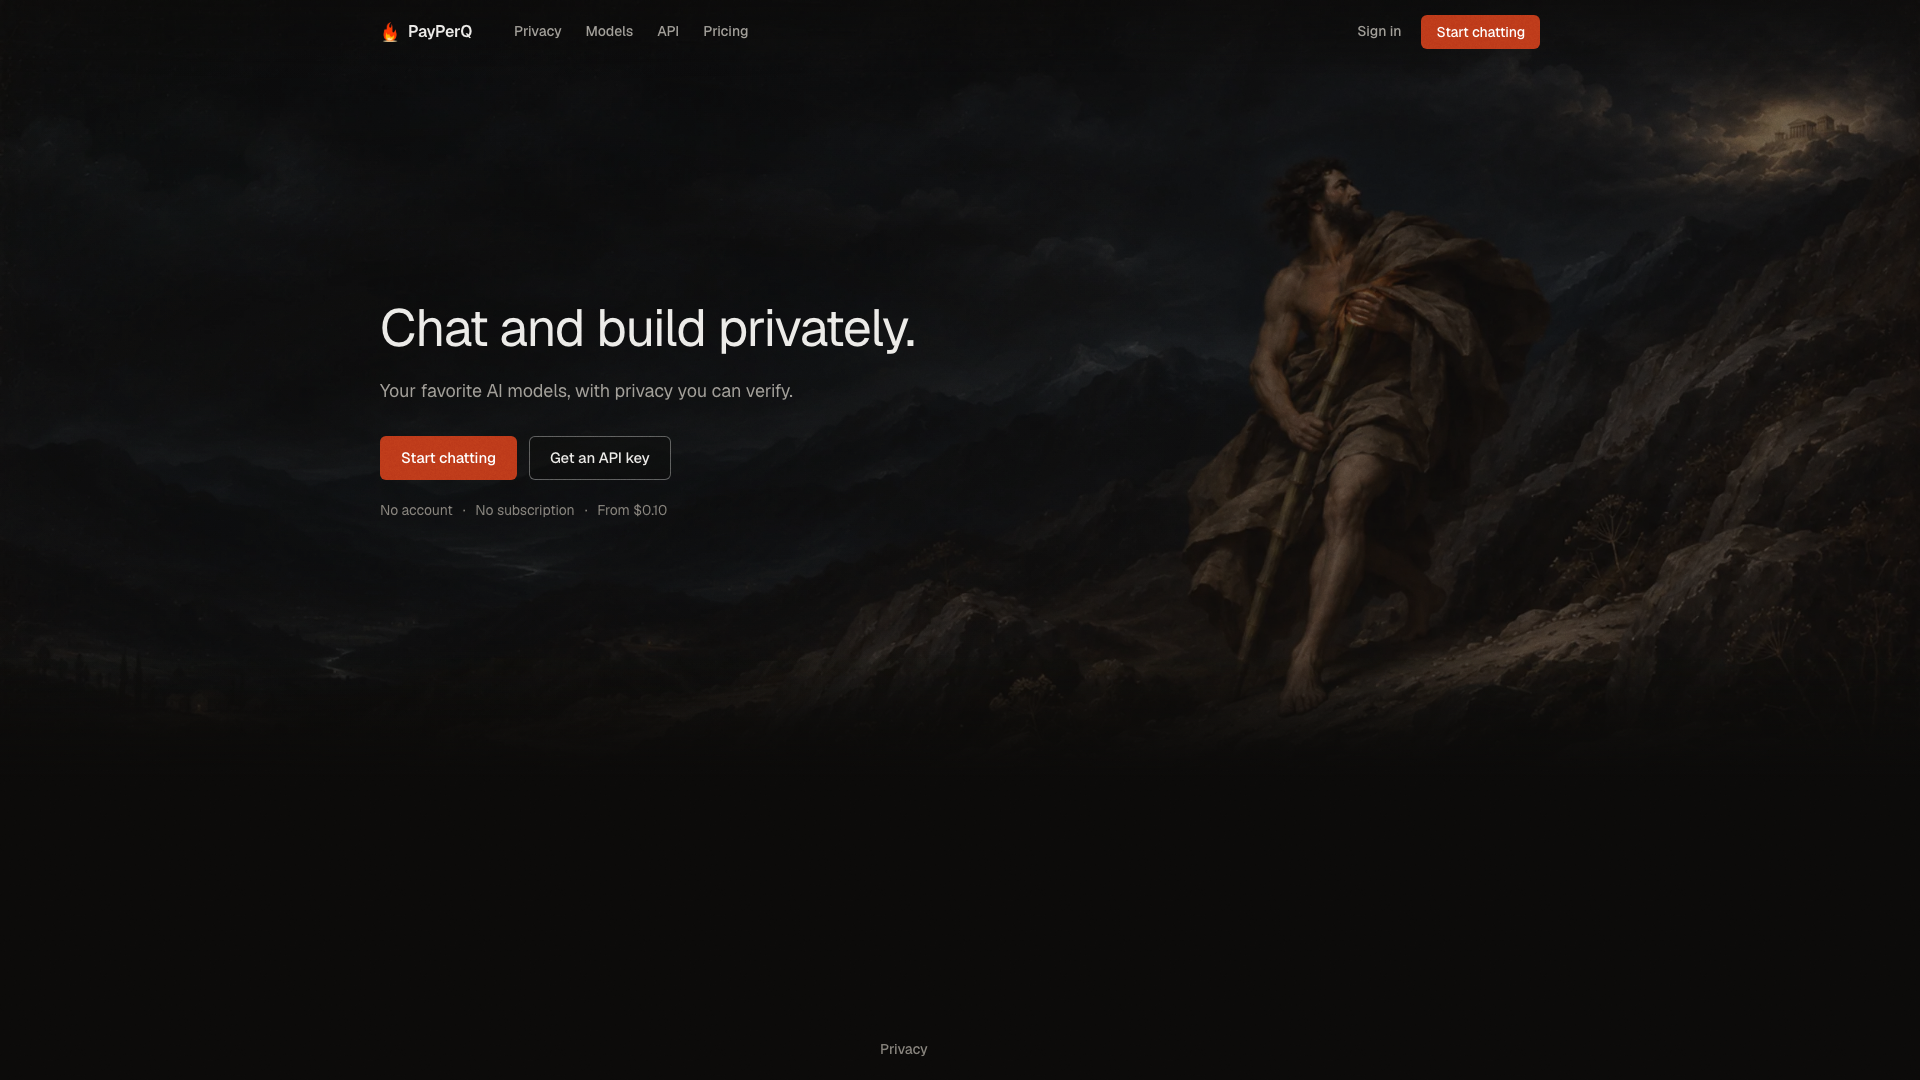 PayPerQ
Privacy
Models
API
Pricing
Sign in
Start chatting
Chat and build privately.
Your favorite AI models, with privacy you can verify.
Start chatting
Get an API key
No account · No subscription · From $0.10
Privacy